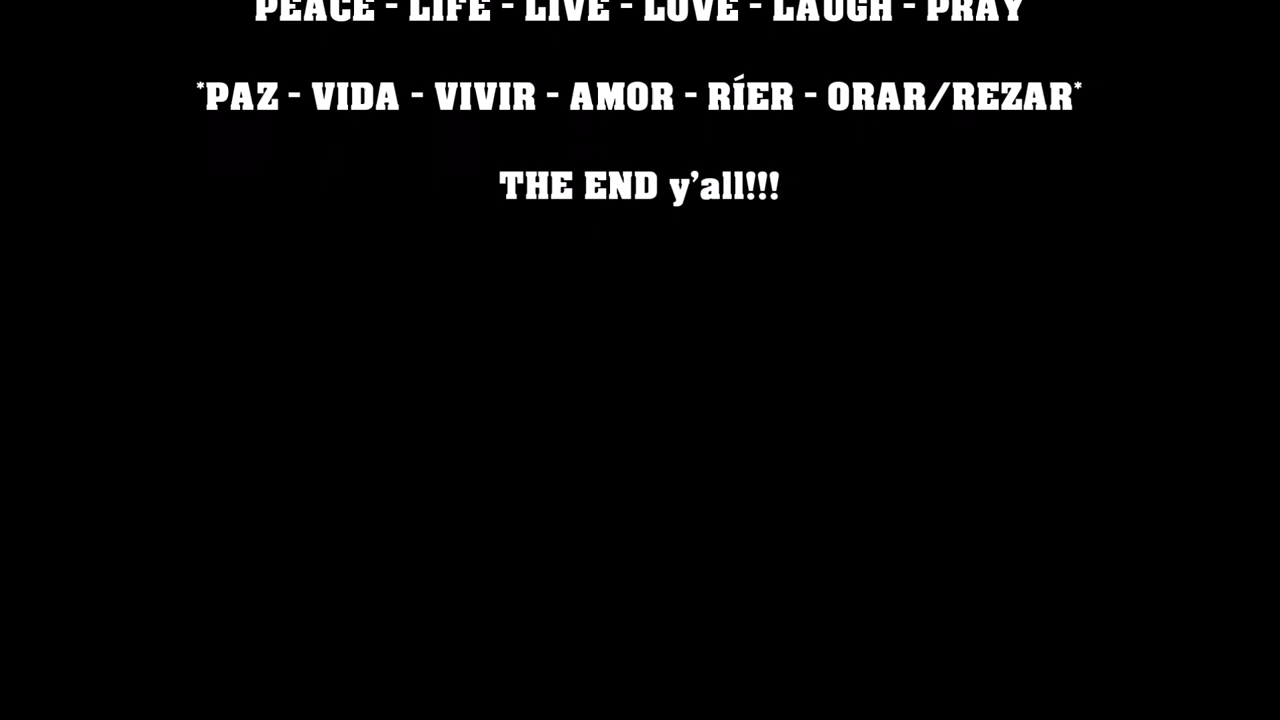 PEACE - LIFE - LIVE - LOVE - LAUGH - PRAY
*PAZ - VIDA - VIVIR - AMOR - RÍER - ORAR/REZAR*
THE END y'all!!!